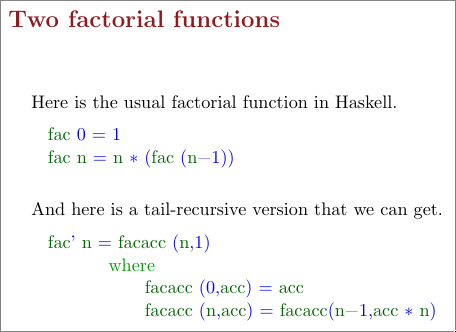 Two factorial functions
Here is the usual factorial function in Haskell.
fac 0 = 1
fac n = n * (fac (n−1))
And here is a tail-recursive version that we can get.
fac' n = facacc (n,1)
where
facacc (0,acc) = acc
facacc (n,acc) = facacc(n−1,acc * n)